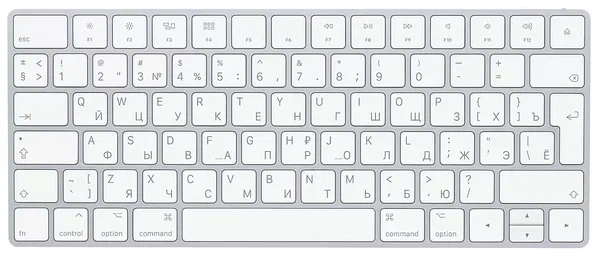 esc F1 F2 F3 F4 F5 F6 F7 F8 F9 F10 F11 F12
± < ! @ # $ % ^ & * ( ) _ +
§ > 1 2 " 3 № 4 % 5 : 6 , 7 . 8 ; 9 0 - =
Q W E R T Y U I O P { }
Й Ц У К Е Н Г Ш Щ З [ Х ] Ъ
A S D F G H J K L : " |
Ф Ы В _ А П Р _ О Л Д ; Ж ' Э \ Ё
~ [ Z X C V B N M < > ?
` ] Я Ч С М И Т Ь , Б . Ю /
fn control option command command option